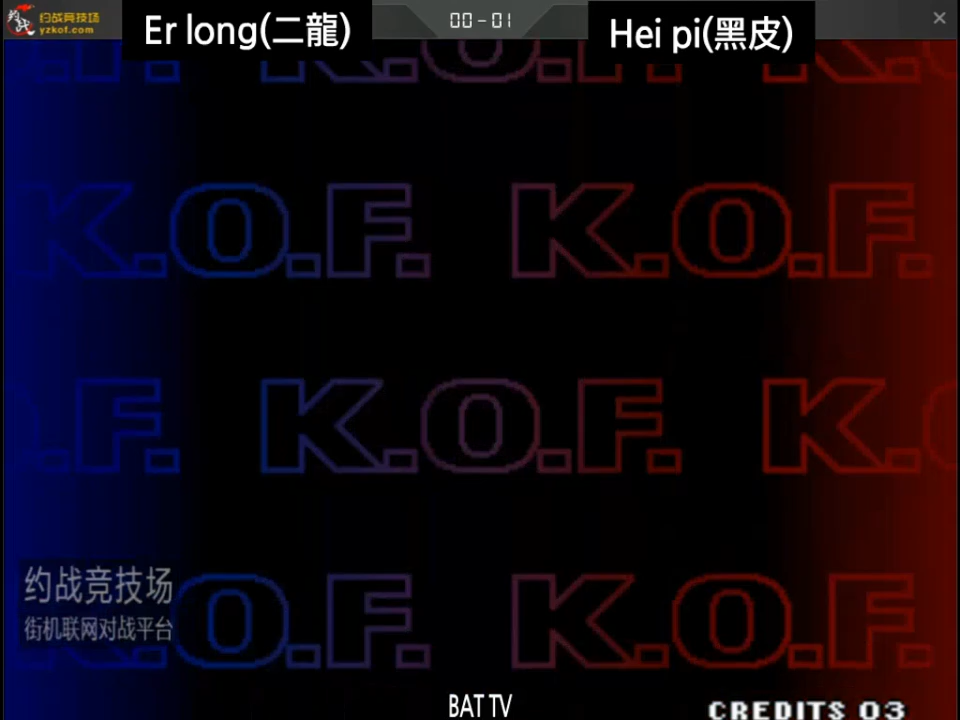 约战竞技场
yzkof.com
Er long(二龍)
00-01
Hei pi(黑皮)
K.O.F. K.O.F.
.F. K.O.F. K.
约战竞技场
街机联网对战平台
.O.F. K.O.F.
BAT TV
CREDITS 03